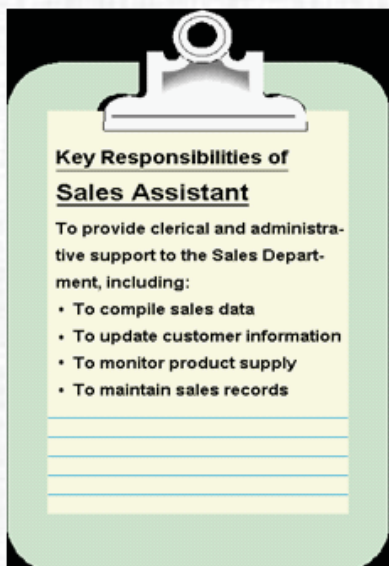 Key Responsibilities of
Sales Assistant
To provide clerical and administra-
tive support to the Sales Depart-
ment, including:
• To compile sales data
• To update customer information
• To monitor product supply
• To maintain sales records